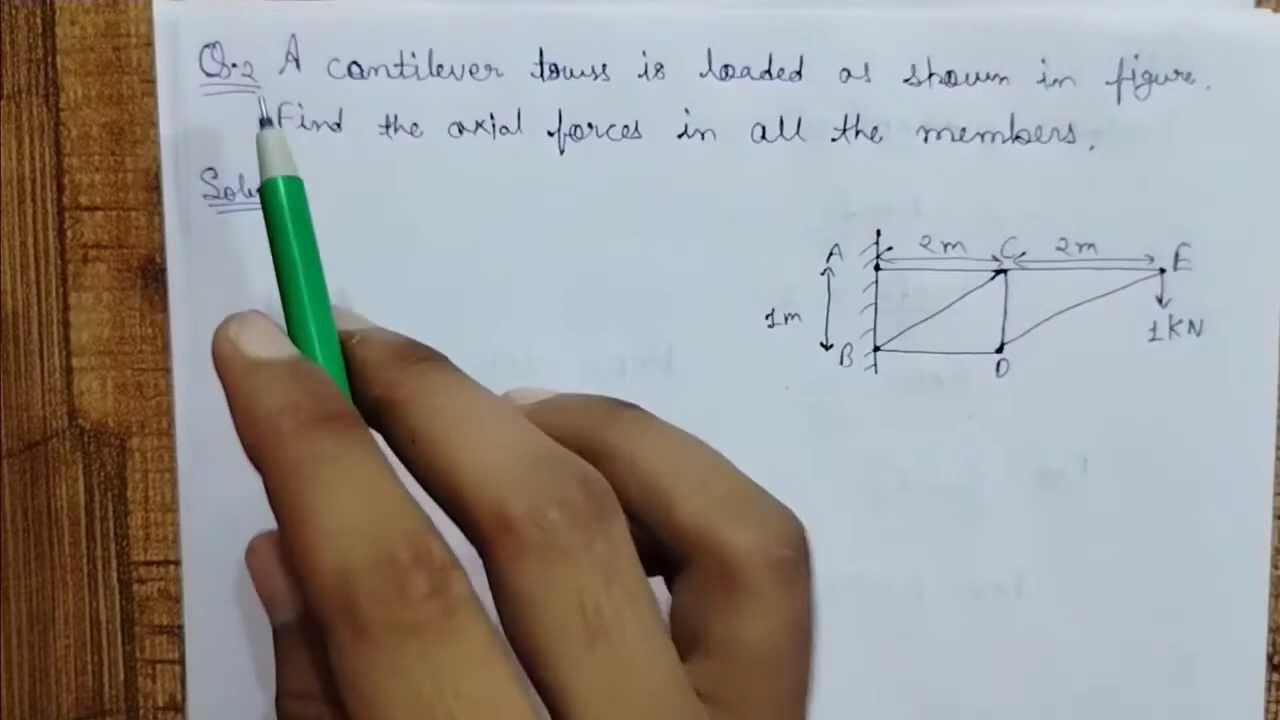 Q.2 A cantilever truss is loaded as shown in figure.
Find the axial forces in all the members.
A 2m C 2m E
1m
1KN
B D